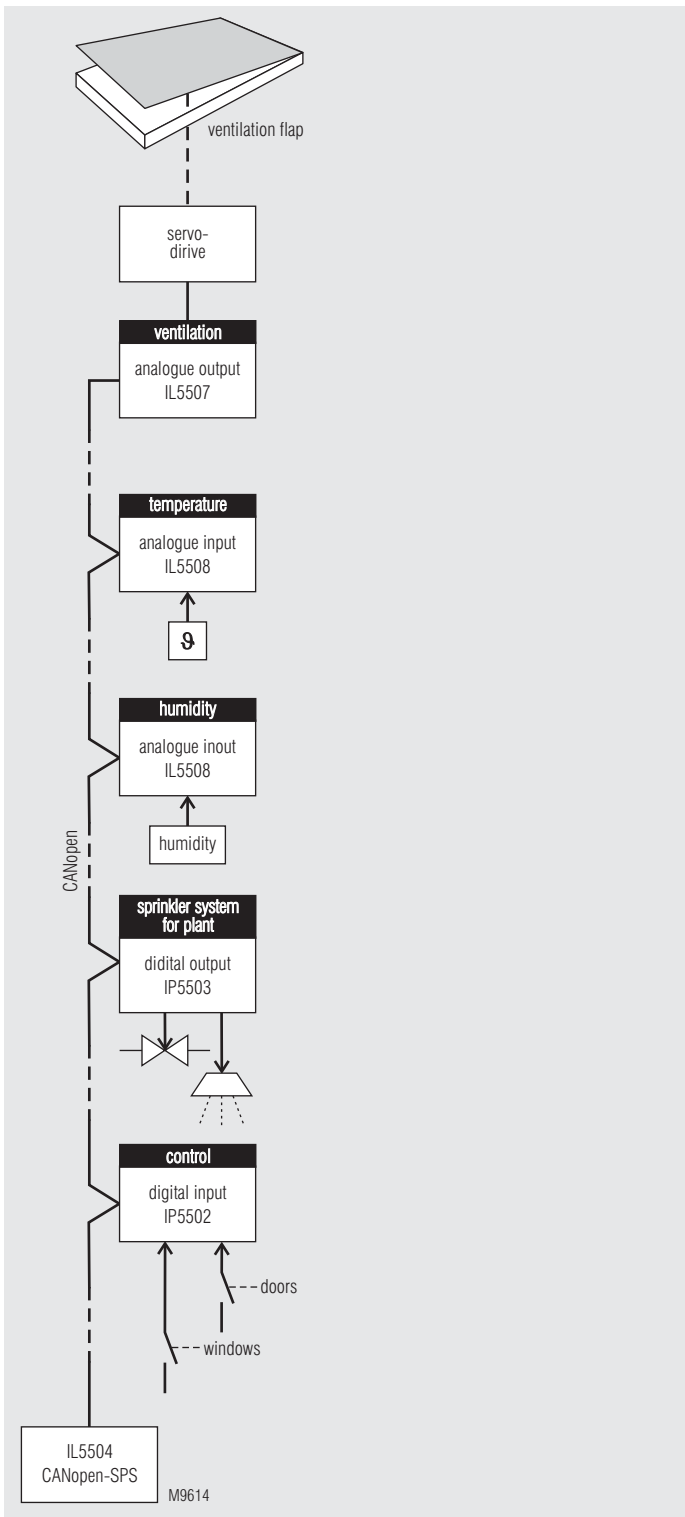 ventilation flap
servo-
dirive
ventilation
analogue output
IL5507
temperature
analogue input
IL5508
ϑ
humidity
analogue inout
IL5508
humidity
CANopen
sprinkler system
for plant
didital output
IP5503
control
digital input
IP5502
doors
windows
IL5504
CANopen-SPS
M9614